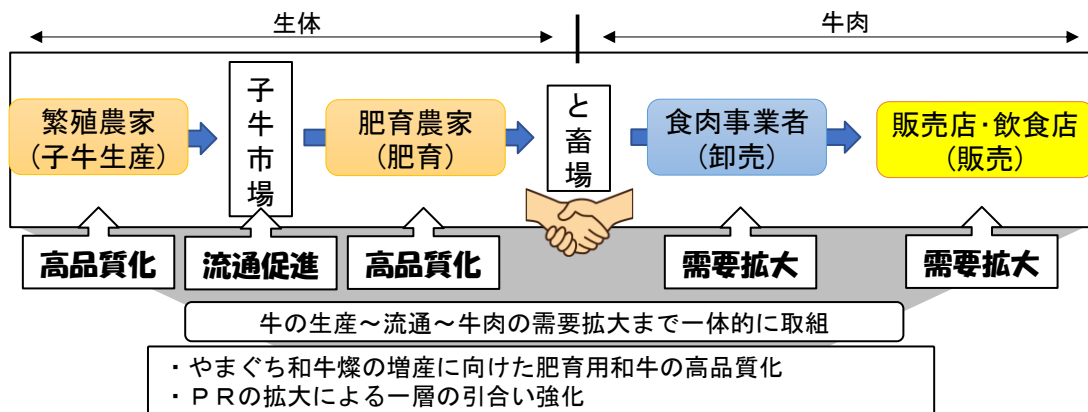 生体
牛肉
繁殖農家
(子牛生産)
子牛市場
肥育農家
(肥育)
と畜場
食肉事業者
(卸売)
販売店・飲食店
(販売)
高品質化
流通促進
高品質化
需要拡大
需要拡大
牛の生産～流通～牛肉の需要拡大まで一体的に取組
・やまぐち和牛燦の増産に向けた肥育用和牛の高品質化
・ＰＲの拡大による一層の引合い強化